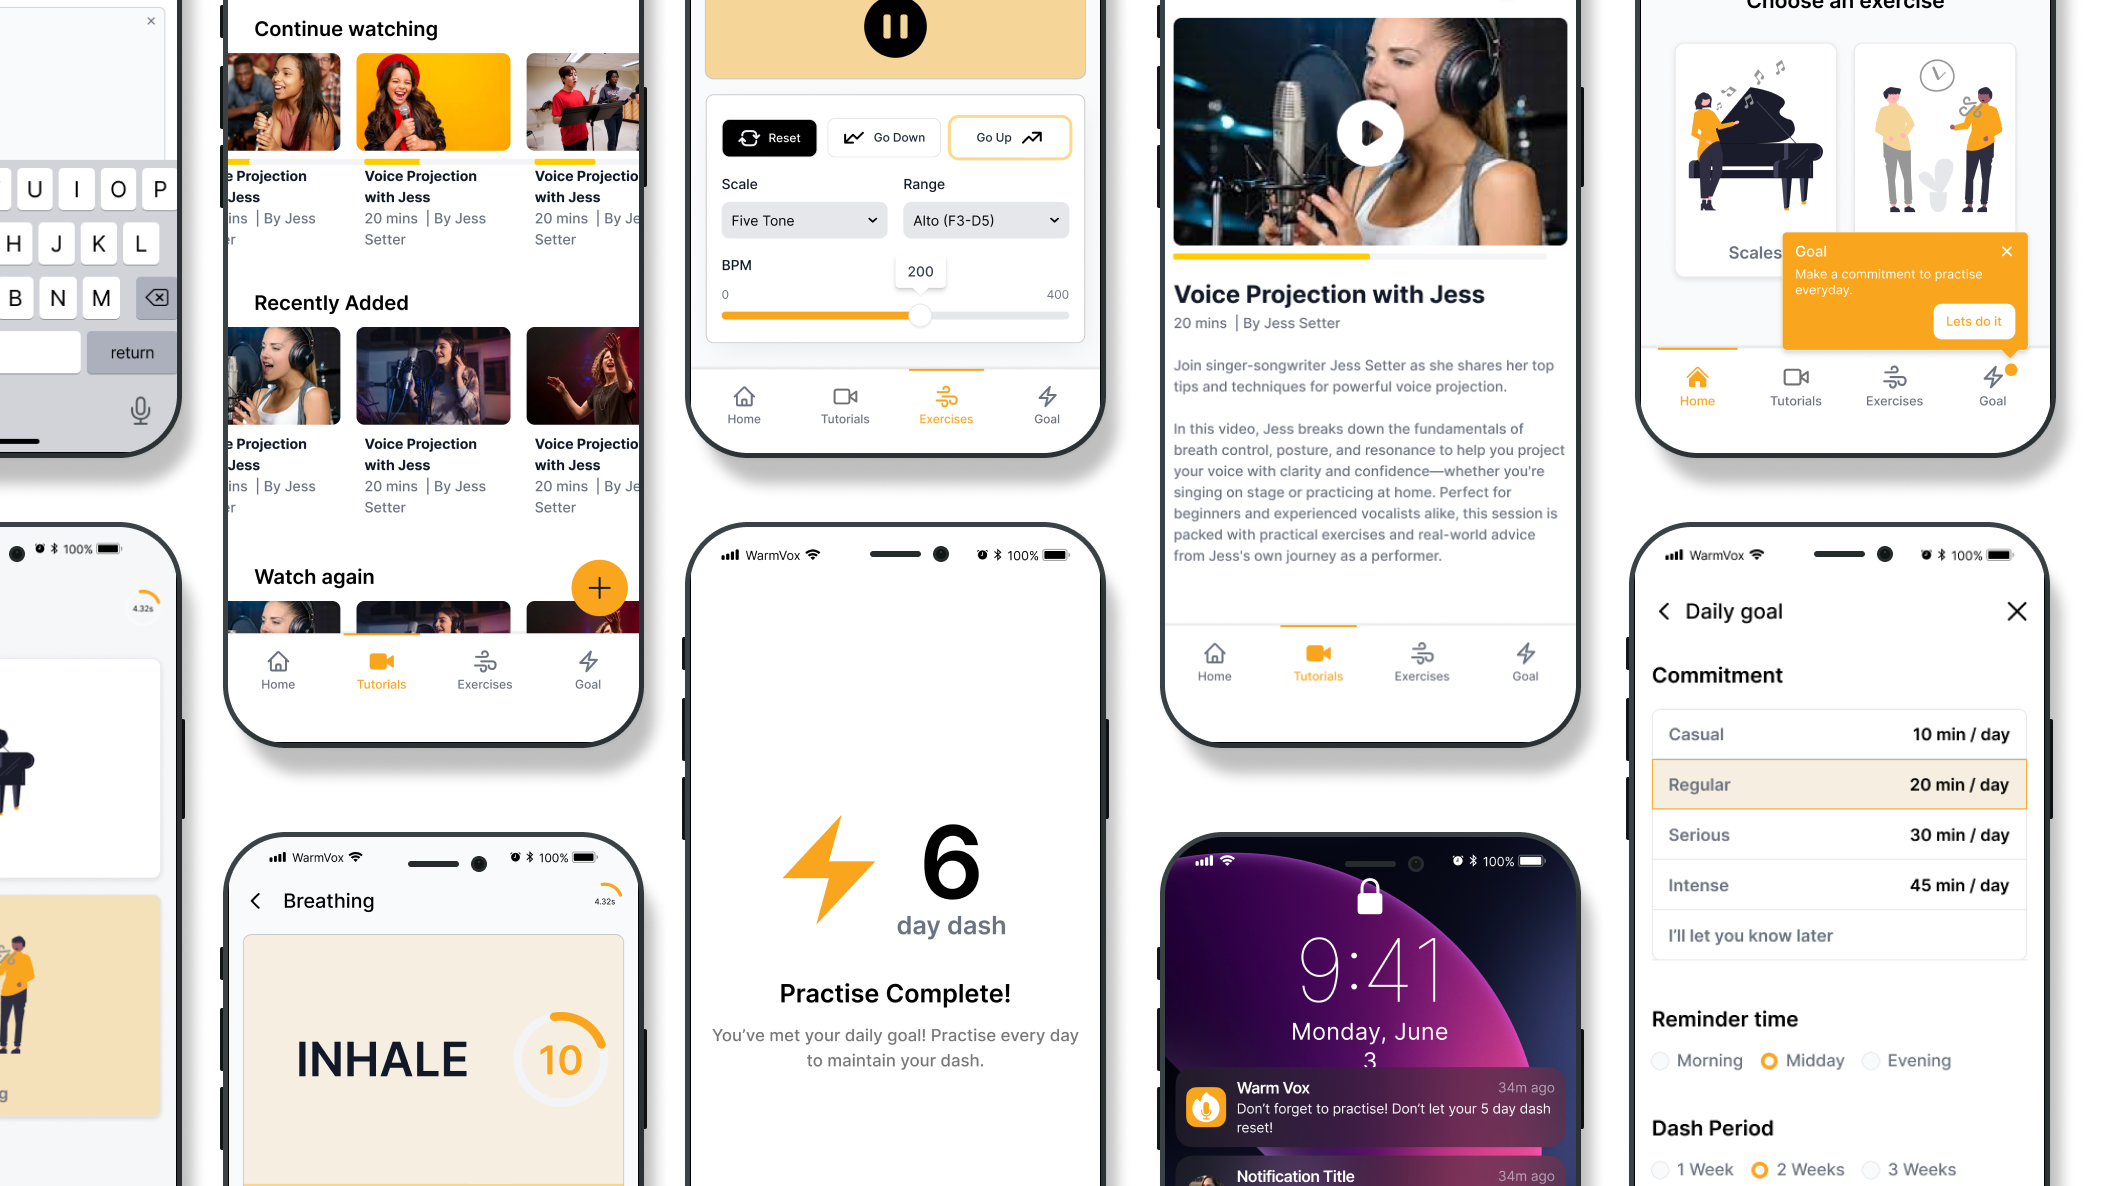 U I O P
H J K L
B N M
return
100%
4.32s
Continue watching
Projection
Jess
ins | By Jess
Voice Projection
with Jess
20 mins | By Jess
Setter
Voice Projectio
with Jess
20 mins | By Je
Setter
Recently Added
Projection
Jess
ins | By Jess
Voice Projection
with Jess
20 mins | By Jess
Setter
Voice Projectio
with Jess
20 mins | By Je
Setter
Watch again
Home
Tutorials
Exercises
Goal
WarmVox
100%
Breathing
4.32s
INHALE
10
Reset
Go Down
Go Up
Scale
Range
Five Tone
Alto (F3-D5)
BPM
200
0
400
Home
Tutorials
Exercises
Goal
WarmVox
100%
6
day dash
Practise Complete!
You've met your daily goal! Practise every day
to maintain your dash.
Voice Projection with Jess
20 mins | By Jess Setter
Join singer-songwriter Jess Setter as she shares her top
tips and techniques for powerful voice projection.
In this video, Jess breaks down the fundamentals of
breath control, posture, and resonance to help you project
your voice with clarity and confidence—whether you're
singing on stage or practicing at home. Perfect for
beginners and experienced vocalists alike, this session is
packed with practical exercises and real-world advice
from Jess's own journey as a performer.
Home
Tutorials
Exercises
Goal
100%
9:41
Monday, June
3
Warm Vox
34m ago
Don't forget to practise! Don't let your 5 day dash
reset!
Notification Title
34m ago
Choose an exercise
Scales
Goal
Make a commitment to practise
everyday.
Lets do it
Home
Tutorials
Exercises
Goal
WarmVox
100%
Daily goal
Commitment
Casual 10 min / day
Regular 20 min / day
Serious 30 min / day
Intense 45 min / day
I'll let you know later
Reminder time
Morning Midday Evening
Dash Period
1 Week 2 Weeks 3 Weeks